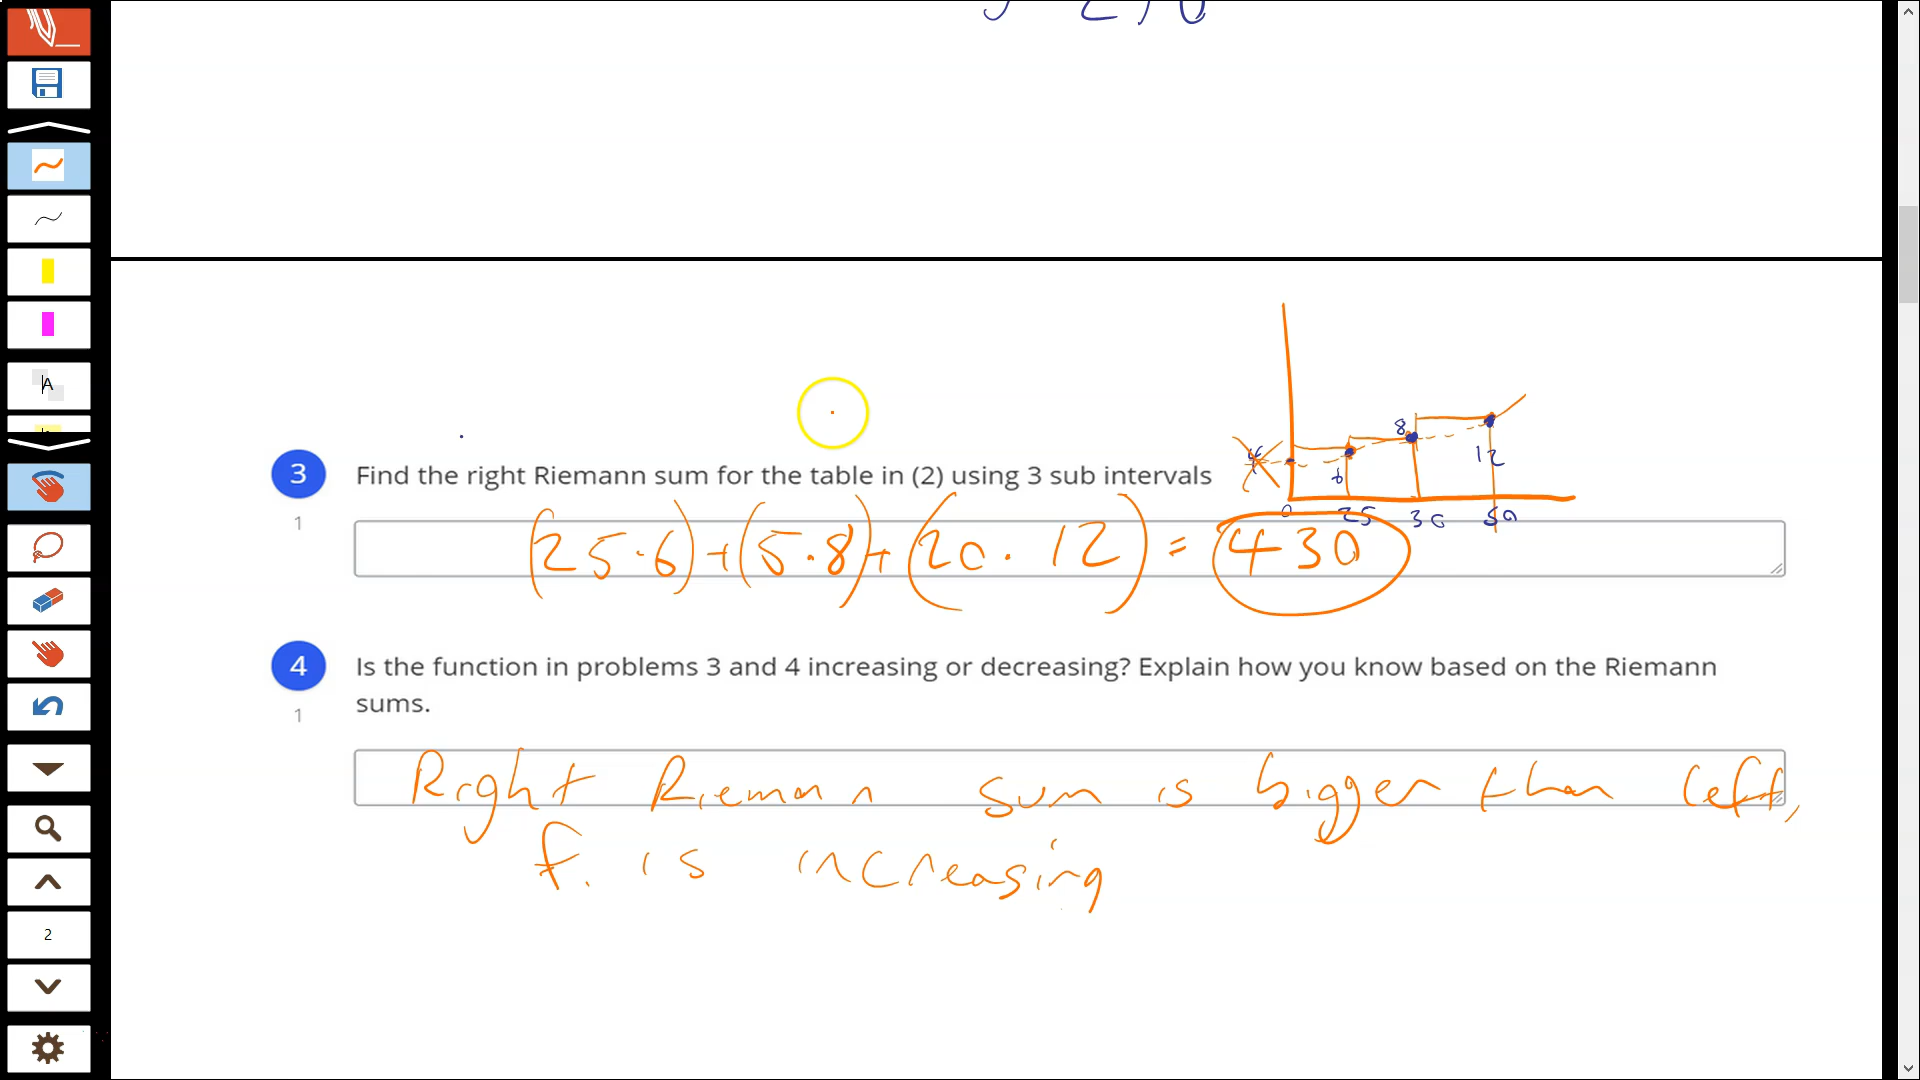 A
8
12
6
0 25 30 50
3 Find the right Riemann sum for the table in (2) using 3 sub intervals
1
(25·6)+(5·8)+(20·12) = 430
4 Is the function in problems 3 and 4 increasing or decreasing? Explain how you know based on the Riemann
sums.
1
Right Riemann sum is bigger than left,
f. is increasing
2